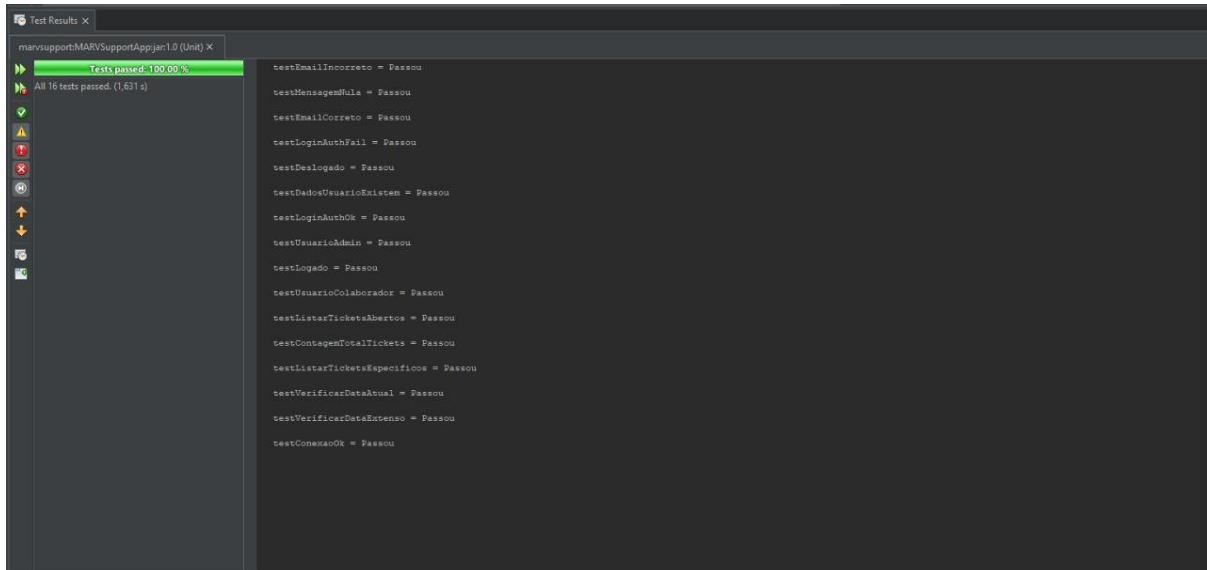 Test Results
marvsupport:MARVSupportApp:jar:1.0 (Unit)
Tests passed: 100,00 %
All 16 tests passed. (1,631 s)
testEmailIncorreto = Passou
testMensagemNula = Passou
testEmailCorreto = Passou
testLoginAuthFail = Passou
testDeslogado = Passou
testDadosUsuarioExistem = Passou
testLoginAuthOk = Passou
testUsuarioAdmin = Passou
testLogado = Passou
testUsuarioColaborador = Passou
testListarTicketsAbertos = Passou
testContagemTotalTickets = Passou
testListarTicketsEspecificos = Passou
testVerificarDataAtual = Passou
testVerificarDataExtenso = Passou
testConexaoOk = Passou